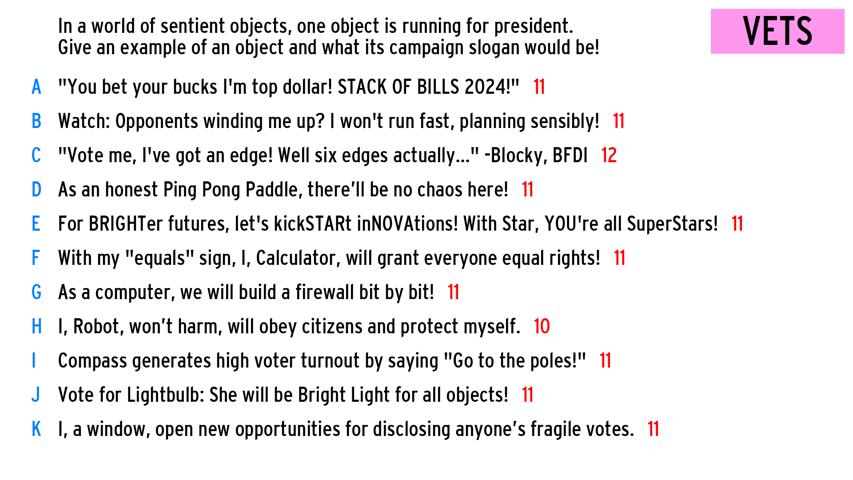 In a world of sentient objects, one object is running for president.
Give an example of an object and what its campaign slogan would be!
VETS
A "You bet your bucks I'm top dollar! STACK OF BILLS 2024!" 11
B Watch: Opponents winding me up? I won't run fast, planning sensibly! 11
C "Vote me, I've got an edge! Well six edges actually..." -Blocky, BFDI 12
D As an honest Ping Pong Paddle, there’ll be no chaos here! 11
E For BRIGHTer futures, let's kickSTARt inNOVAtions! With Star, YOU're all SuperStars! 11
F With my "equals" sign, I, Calculator, will grant everyone equal rights! 11
G As a computer, we will build a firewall bit by bit! 11
H I, Robot, won’t harm, will obey citizens and protect myself. 10
I Compass generates high voter turnout by saying "Go to the poles!" 11
J Vote for Lightbulb: She will be Bright Light for all objects! 11
K I, a window, open new opportunities for disclosing anyone’s fragile votes. 11